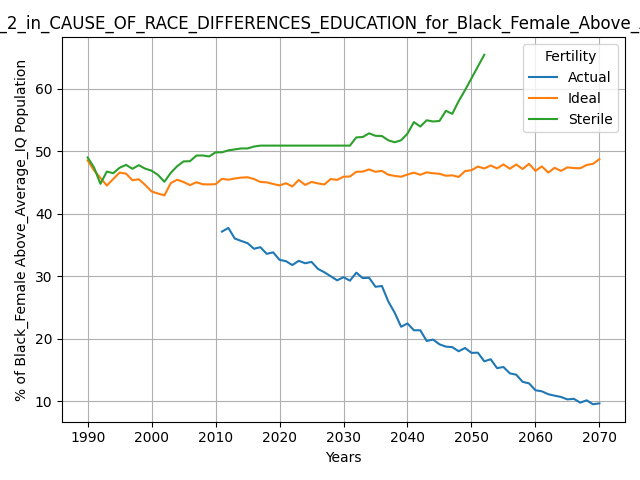 _2_in_CAUSE_OF_RACE_DIFFERENCES_EDUCATION_for_Black_Female_Above_
% of Black_Female Above_Average_IQ Population
60
50
40
30
20
10
Fertility
Actual
Ideal
Sterile
1990 2000 2010 2020 2030 2040 2050 2060 2070
Years